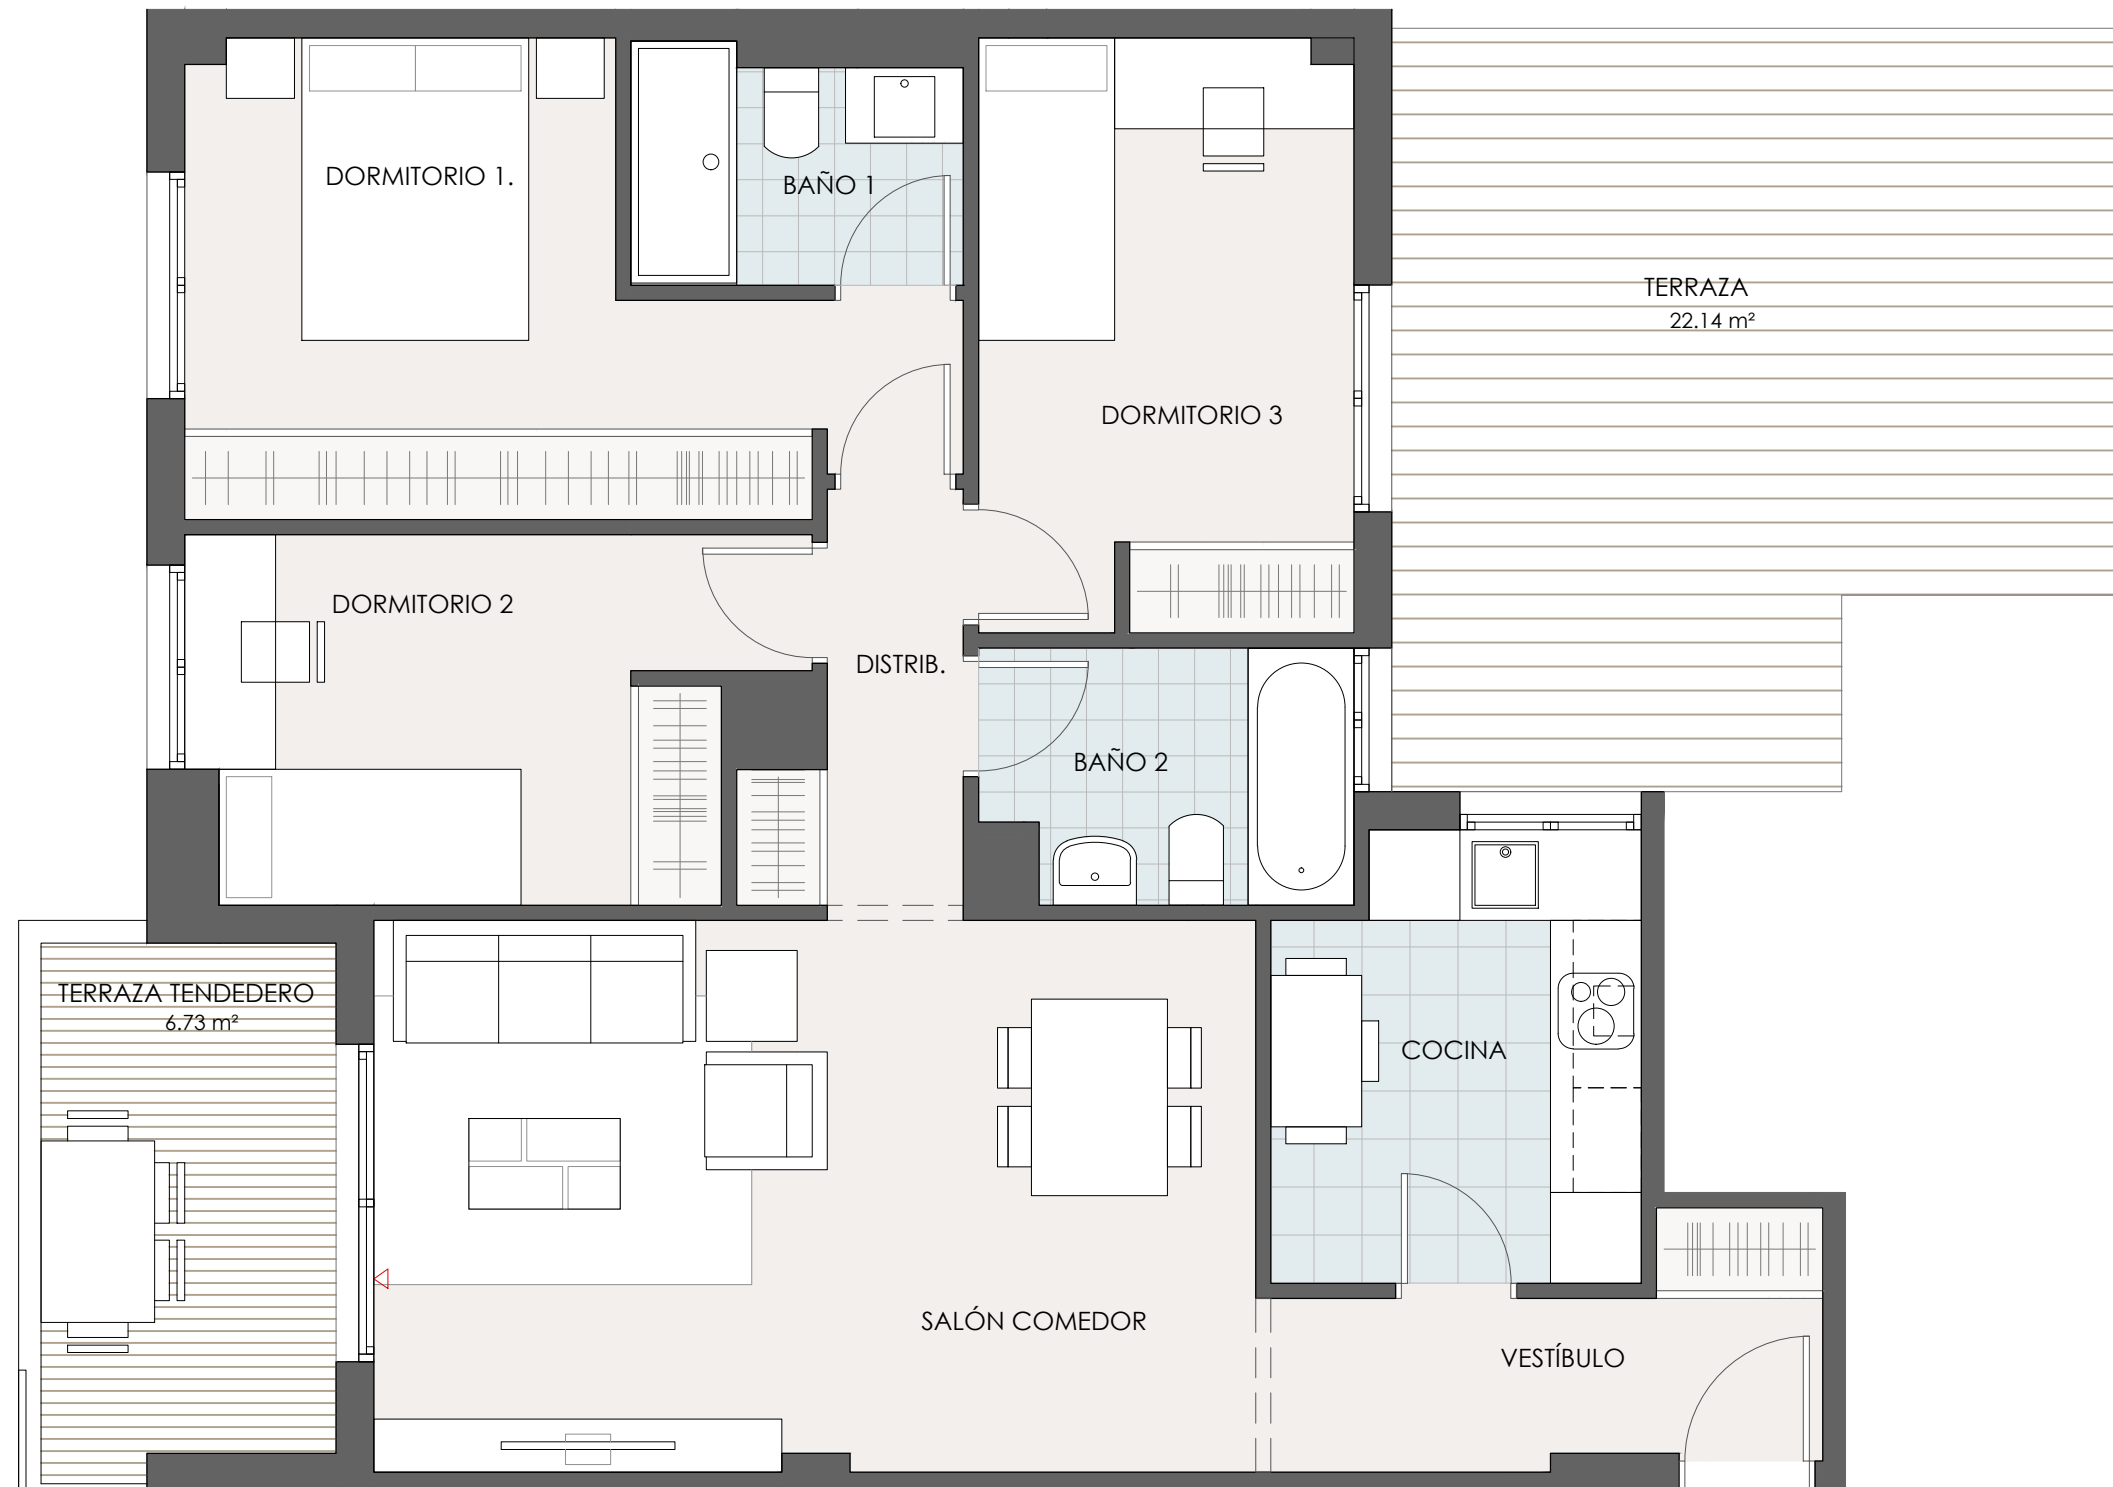 DORMITORIO 1.
BAÑO 1
TERRAZA
22.14 m²
DORMITORIO 3
DORMITORIO 2
DISTRIB.
BAÑO 2
TERRAZA TENDEDERO
6.73 m²
COCINA
SALÓN COMEDOR
VESTÍBULO